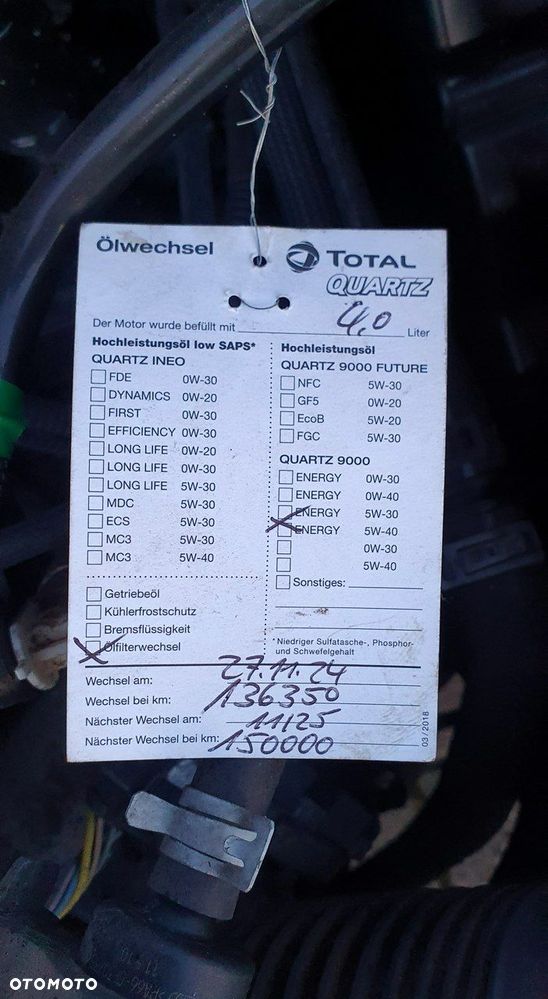 Ölwechsel
TOTAL
QUARTZ
Der Motor wurde befüllt mit 4,0 Liter
Hochleistungsöl low SAPS*
QUARTZ INEO
FDE 0W-30
DYNAMICS 0W-20
FIRST 0W-30
EFFICIENCY 0W-30
LONG LIFE 0W-20
LONG LIFE 0W-30
LONG LIFE 5W-30
MDC 5W-30
ECS 5W-30
MC3 5W-30
MC3 5W-40
Getriebeöl
Kühlerfrostschutz
Bremsflüssigkeit
Ölfilterwechsel
Hochleistungsöl
QUARTZ 9000 FUTURE
NFC 5W-30
GF5 0W-20
EcoB 5W-20
FGC 5W-30
QUARTZ 9000
ENERGY 0W-30
ENERGY 0W-40
ENERGY 5W-30
ENERGY 5W-40
0W-30
5W-40
Sonstiges:
* Niedriger Sulfatasche-, Phosphor-
und Schwefelgehalt
Wechsel am: 27.11.24
Wechsel bei km: 136350
Nächster Wechsel am: 11/25
Nächster Wechsel bei km: 150000
03/2018
OTOMOTO